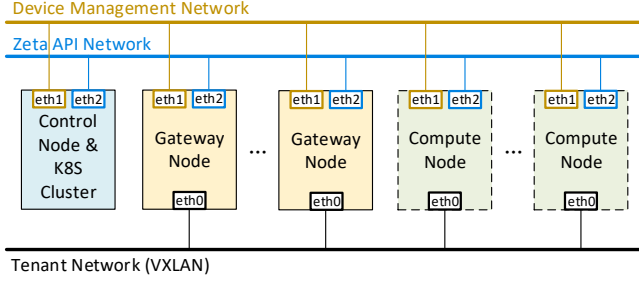 Device Management Network
Zeta API Network
eth1 eth2 eth1 eth2 eth1 eth2 eth1 eth2 eth1 eth2
Control
Node &
K8S
Cluster
Gateway
Node
...
Gateway
Node
Compute
Node
...
Compute
Node
eth0 eth0 eth0 eth0
Tenant Network (VXLAN)